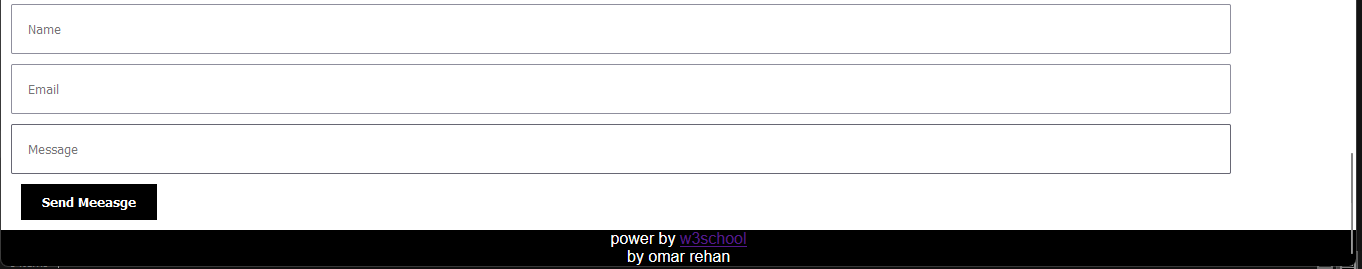 Name
Email
Message
Send Meeasge
power by w3school
by omar rehan